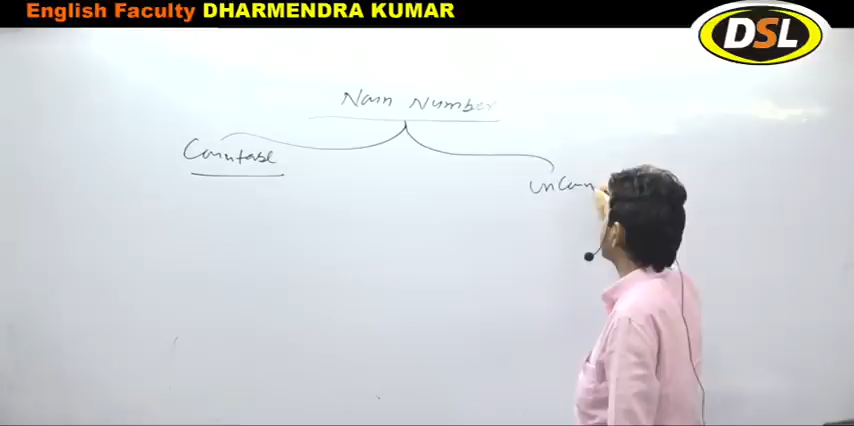 English Faculty DHARMENDRA KUMAR
DSL
Noun Number
Countable
unCoun